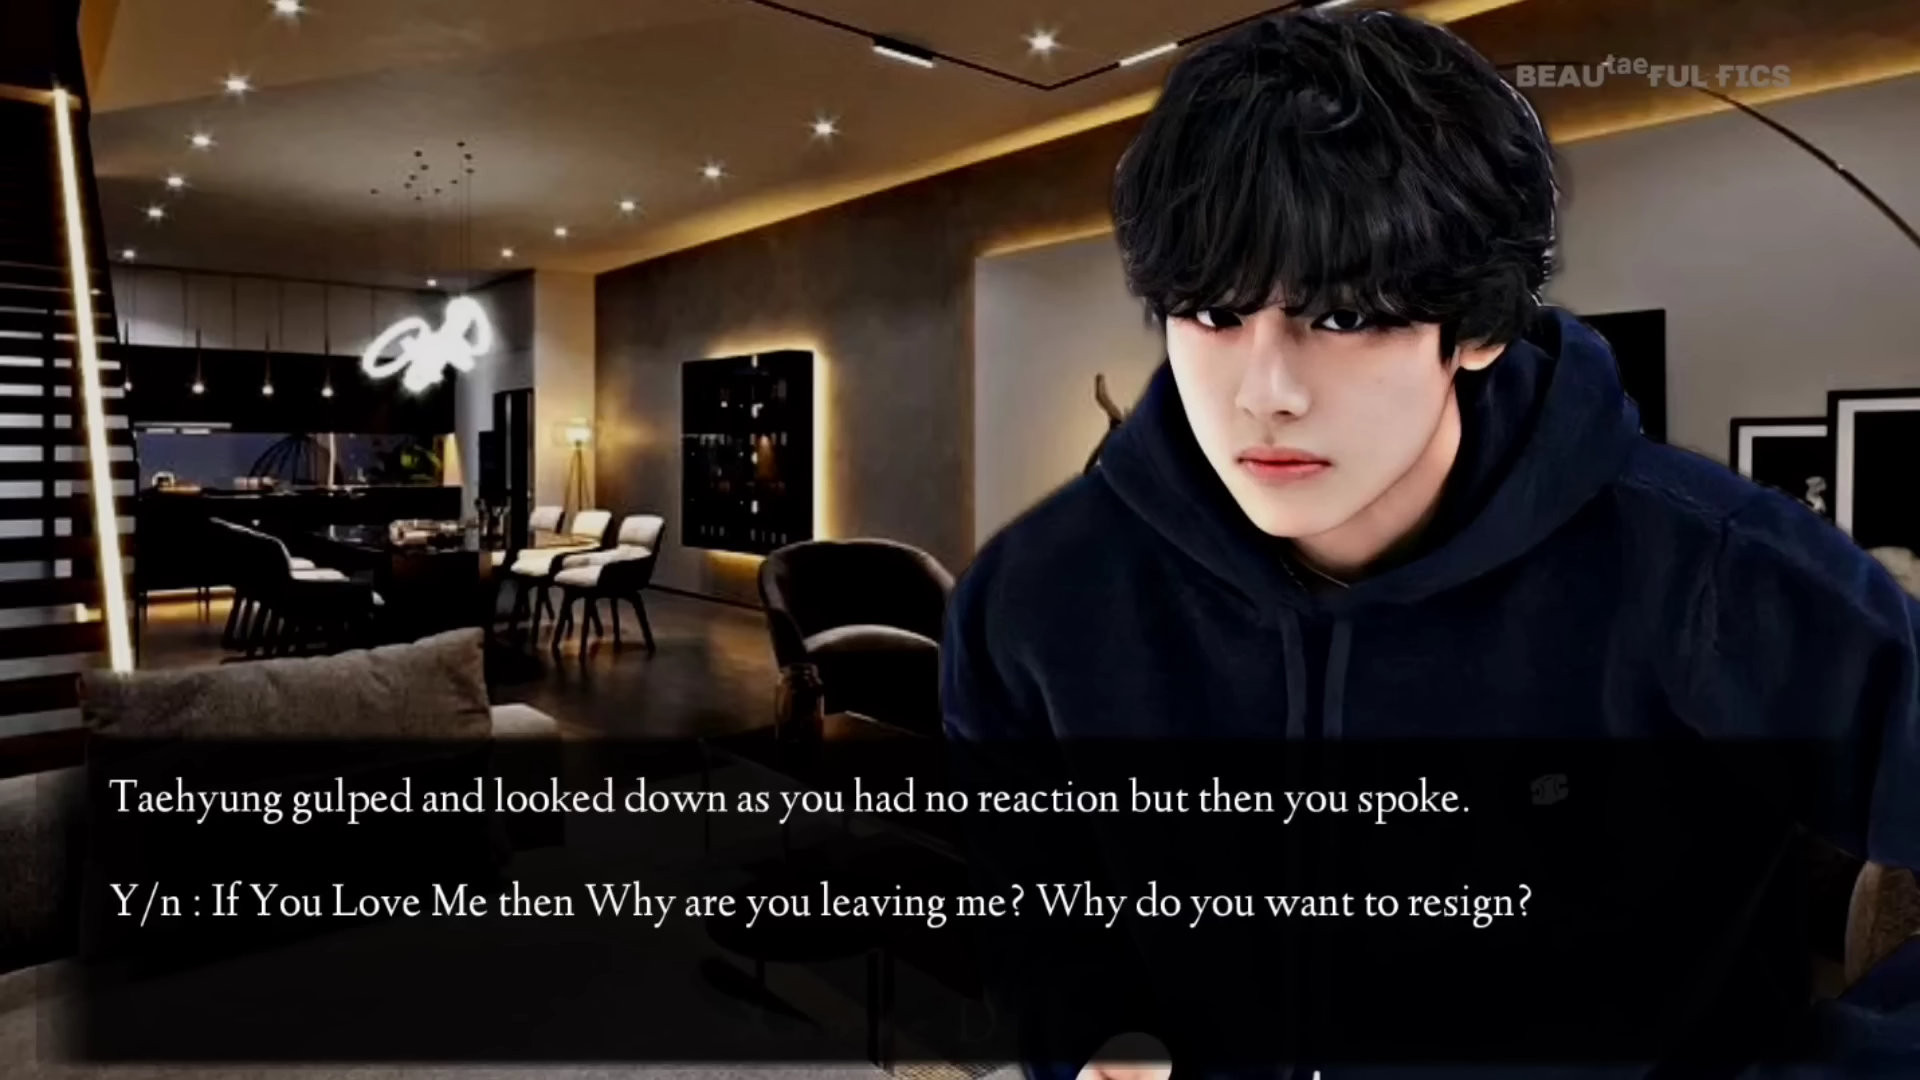 BEAUtaeFUL FICS
Taehyung gulped and looked down as you had no reaction but then you spoke.
Y/n : If You Love Me then Why are you leaving me? Why do you want to resign?